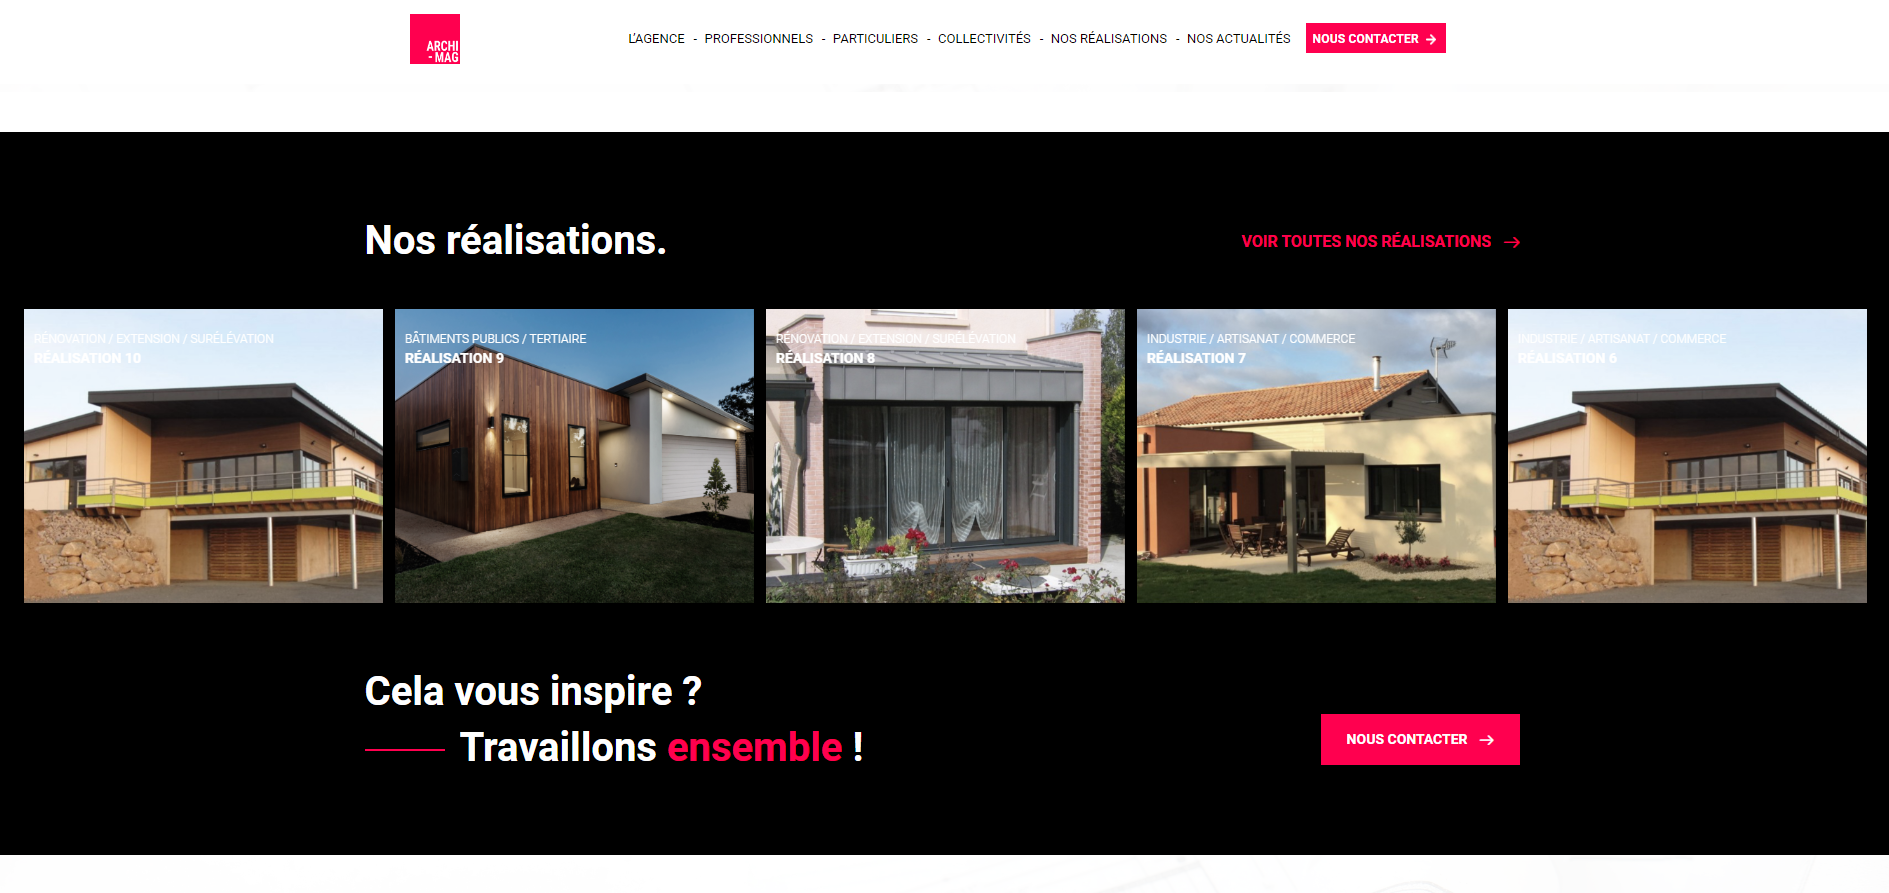 ARCHI
- MAG
L'AGENCE - PROFESSIONNELS - PARTICULIERS - COLLECTIVITÉS - NOS RÉALISATIONS - NOS ACTUALITÉS
NOUS CONTACTER →
Nos réalisations.
VOIR TOUTES NOS RÉALISATIONS →
RÉNOVATION / EXTENSION / SURÉLÉVATION
RÉALISATION 10
BÂTIMENTS PUBLICS / TERTIAIRE
RÉALISATION 9
RÉNOVATION / EXTENSION / SURÉLÉVATION
RÉALISATION 8
INDUSTRIE / ARTISANAT / COMMERCE
RÉALISATION 7
INDUSTRIE / ARTISANAT / COMMERCE
RÉALISATION 6
Cela vous inspire ?
Travaillons ensemble !
NOUS CONTACTER →